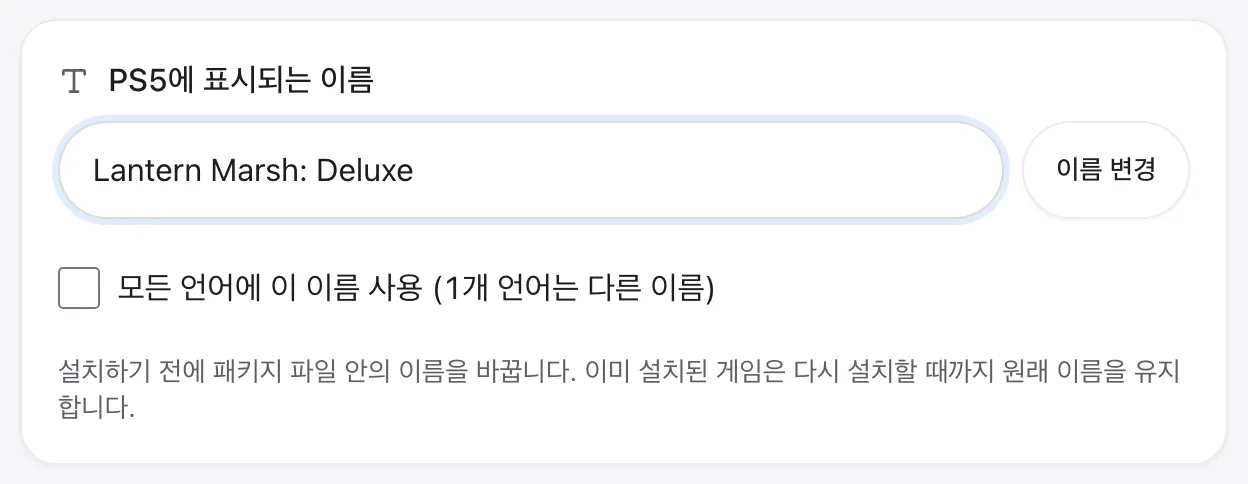 PS5에 표시되는 이름
Lantern Marsh: Deluxe
이름 변경
모든 언어에 이 이름 사용 (1개 언어는 다른 이름)
설치하기 전에 패키지 파일 안의 이름을 바꿉니다. 이미 설치된 게임은 다시 설치할 때까지 원래 이름을 유지
합니다.